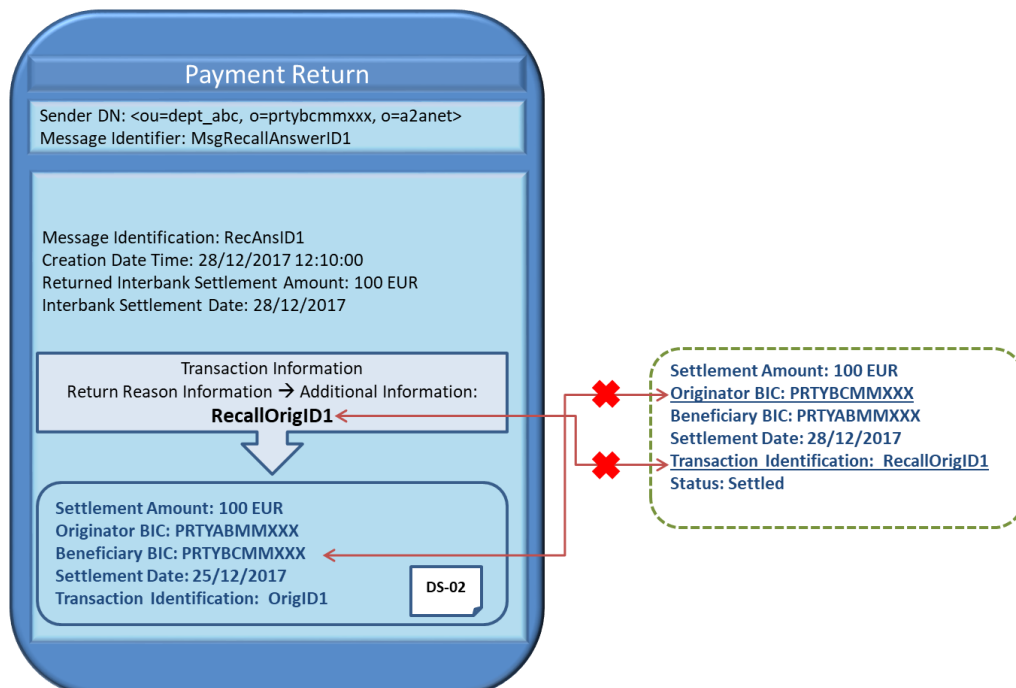 Payment Return
Sender DN: <ou=dept_abc, o=prtybcmmxxx, o=a2anet>
Message Identifier: MsgRecallAnswerID1
Message Identification: RecAnsID1
Creation Date Time: 28/12/2017 12:10:00
Returned Interbank Settlement Amount: 100 EUR
Interbank Settlement Date: 28/12/2017
Transaction Information
Return Reason Information → Additional Information:
RecallOrigID1
Settlement Amount: 100 EUR
Originator BIC: PRTYABMMXXX
Beneficiary BIC: PRTYBCMMXXX
Settlement Date: 25/12/2017
Transaction Identification: OrigID1
DS-02
Settlement Amount: 100 EUR
Originator BIC: PRTYBCMMXXX
Beneficiary BIC: PRTYABMMXXX
Settlement Date: 28/12/2017
Transaction Identification: RecallOrigID1
Status: Settled